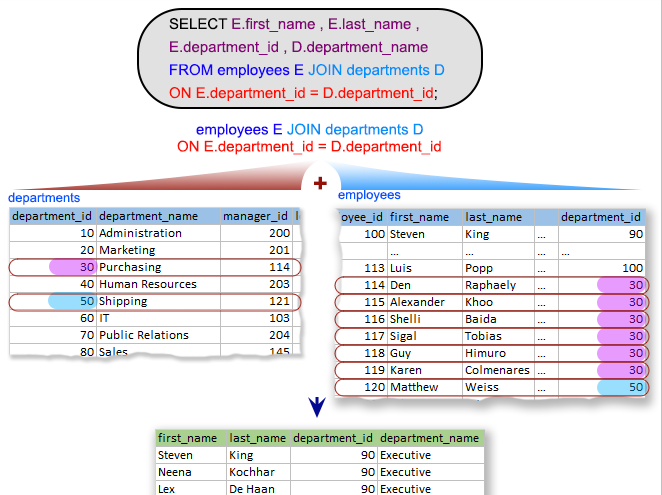 SELECT E.first_name , E.last_name ,
E.department_id , D.department_name
FROM employees E JOIN departments D
ON E.department_id = D.department_id;
employees E JOIN departments D
ON E.department_id = D.department_id
+
departments
department_id department_name manager_id
10 Administration 200
20 Marketing 201
30 Purchasing 114
40 Human Resources 203
50 Shipping 121
60 IT 103
70 Public Relations 204
80 Sales 145
employees
oyee_id first_name last_name department_id
100 Steven King ... 90
... ... ... ...
113 Luis Popp ... 100
114 Den Raphaely ... 30
115 Alexander Khoo ... 30
116 Shelli Baida ... 30
117 Sigal Tobias ... 30
118 Guy Himuro ... 30
119 Karen Colmenares ... 30
120 Matthew Weiss ... 50
first_name last_name department_id department_name
Steven King 90 Executive
Neena Kochhar 90 Executive
Lex De Haan 90 Executive